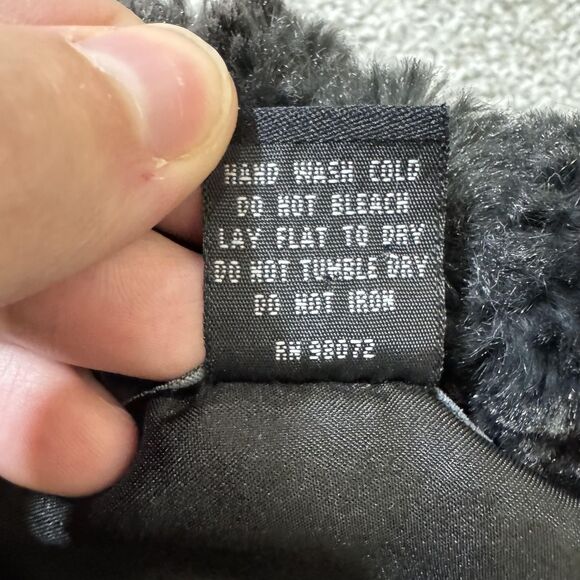 HAND WASH COLD
DO NOT BLEACH
LAY FLAT TO DRY
DO NOT TUMBLE DRY
DO NOT IRON
RN 98072